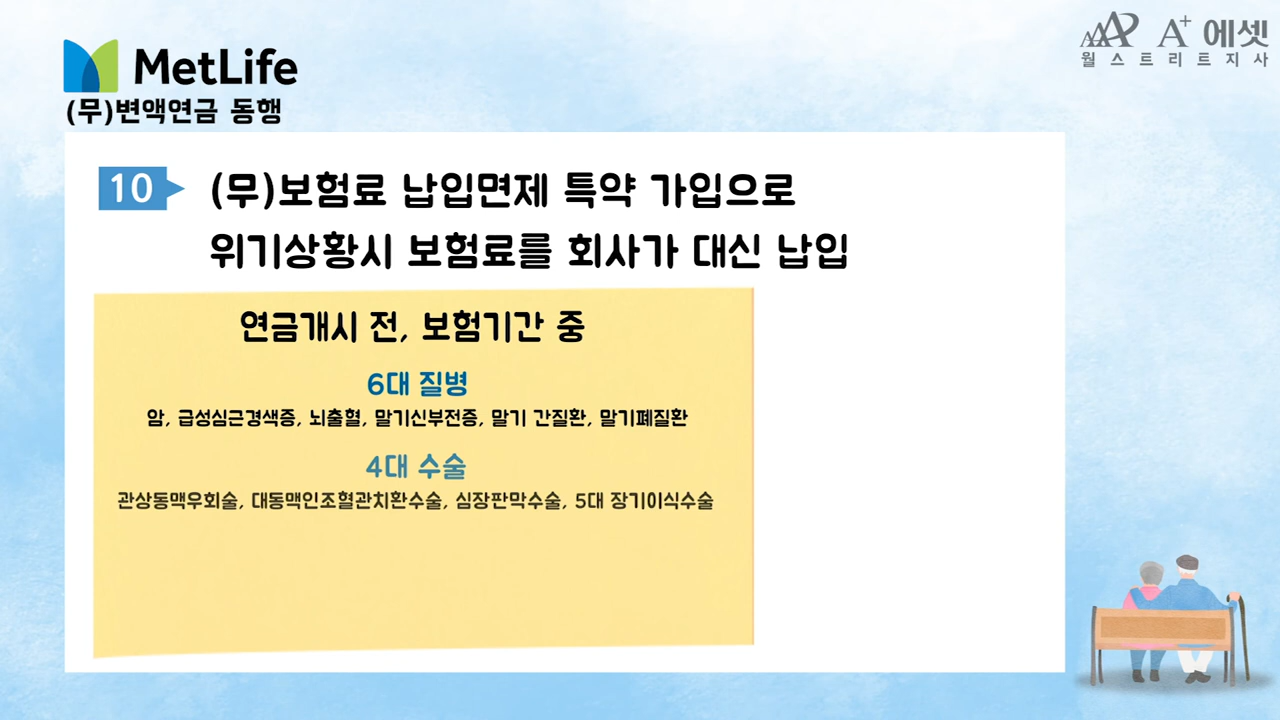 MetLife
(무)변액연금 동행
A+ 에셋
월스트리트지사
10
(무)보험료 납입면제 특약 가입으로
위기상황시 보험료를 회사가 대신 납입
연금개시 전, 보험기간 중
6대 질병
암, 급성심근경색증, 뇌출혈, 말기신부전증, 말기 간질환, 말기폐질환
4대 수술
관상동맥우회술, 대동맥인조혈관치환수술, 심장판막수술, 5대 장기이식수술